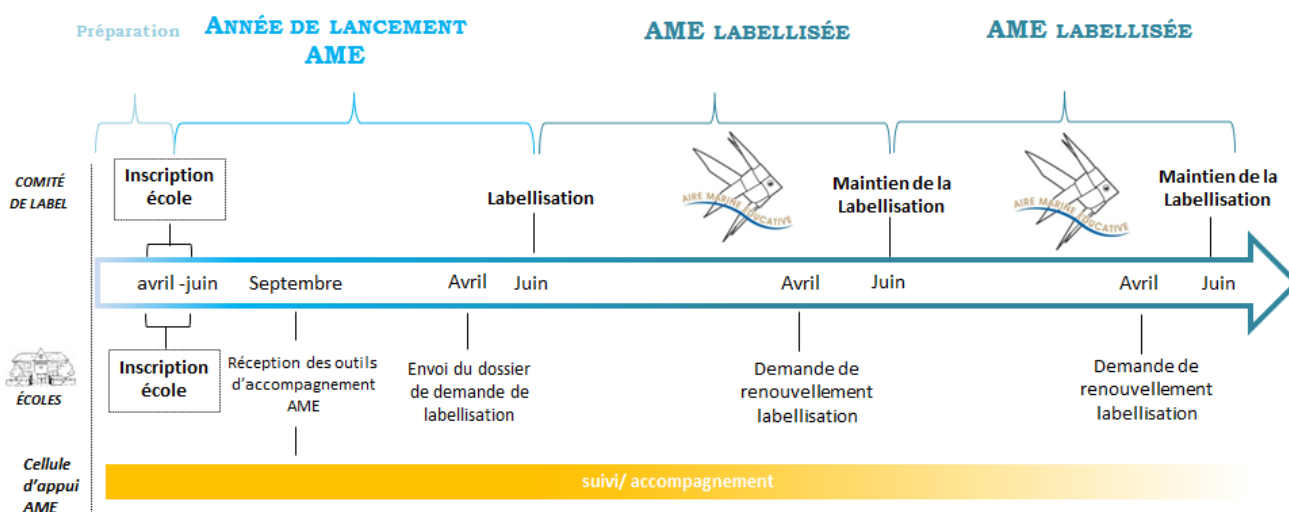 Préparation
ANNÉE DE LANCEMENT
AME
AME LABELLISÉE
AME LABELLISÉE
COMITÉ
DE LABEL
Inscription
école
Labellisation
AIRE MARINE EDUCATIVE
Maintien de la
Labellisation
AIRE MARINE EDUCATIVE
Maintien de la
Labellisation
avril -juin
Septembre
Avril
Juin
Avril
Juin
Avril
Juin
ÉCOLES
Inscription
école
Réception des outils
d'accompagnement
AME
Envoi du dossier
de demande de
labellisation
Demande de
renouvellement
labellisation
Demande de
renouvellement
labellisation
Cellule
d'appui
AME
suivi/ accompagnement